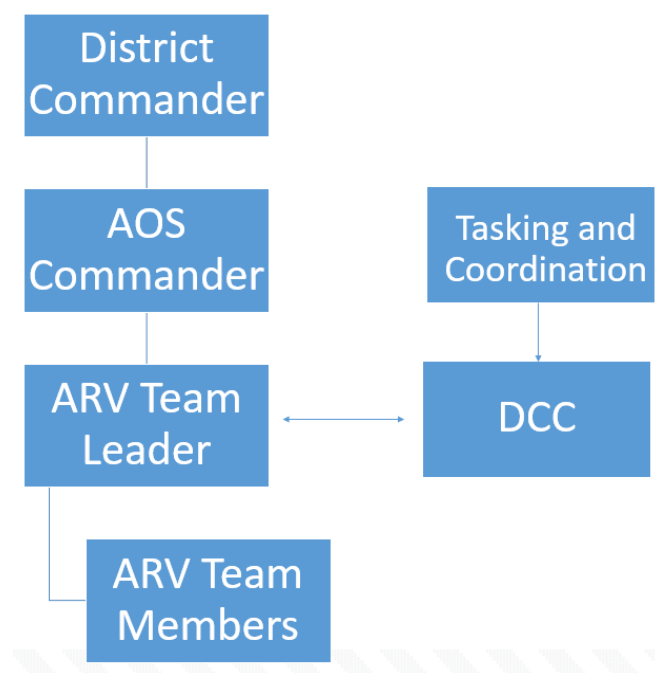 District
Commander
AOS
Commander
Tasking and
Coordination
ARV Team
Leader
DCC
ARV Team
Members